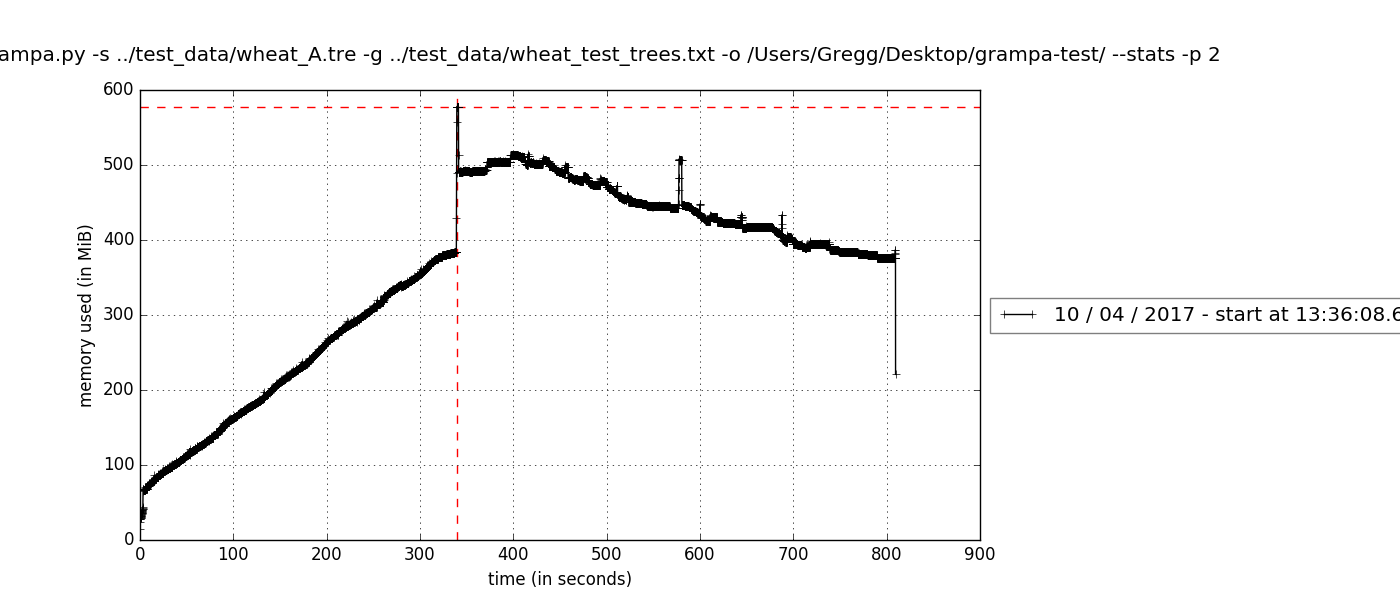 ampa.py -s ../test_data/wheat_A.tre -g ../test_data/wheat_test_trees.txt -o /Users/Gregg/Desktop/grampa-test/ --stats -p 2
600
500
400
300
200
100
0
memory used (in MiB)
0 100 200 300 400 500 600 700 800 900
time (in seconds)
10 / 04 / 2017 - start at 13:36:08.6